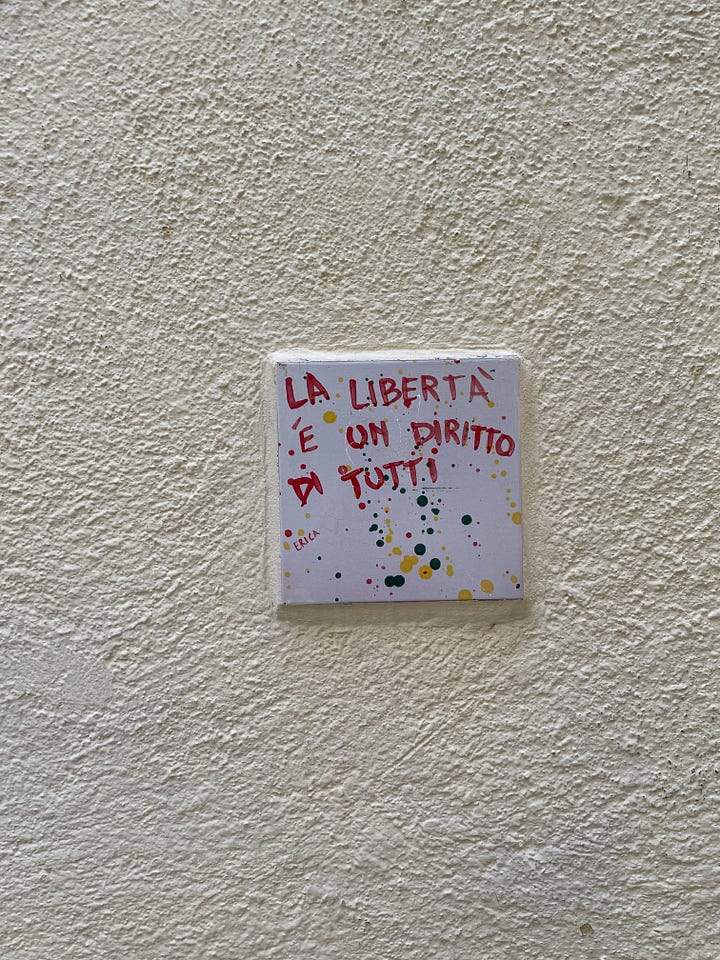 LA LIBERTÀ
É UN DIRITTO
DI TUTTI
ERICA